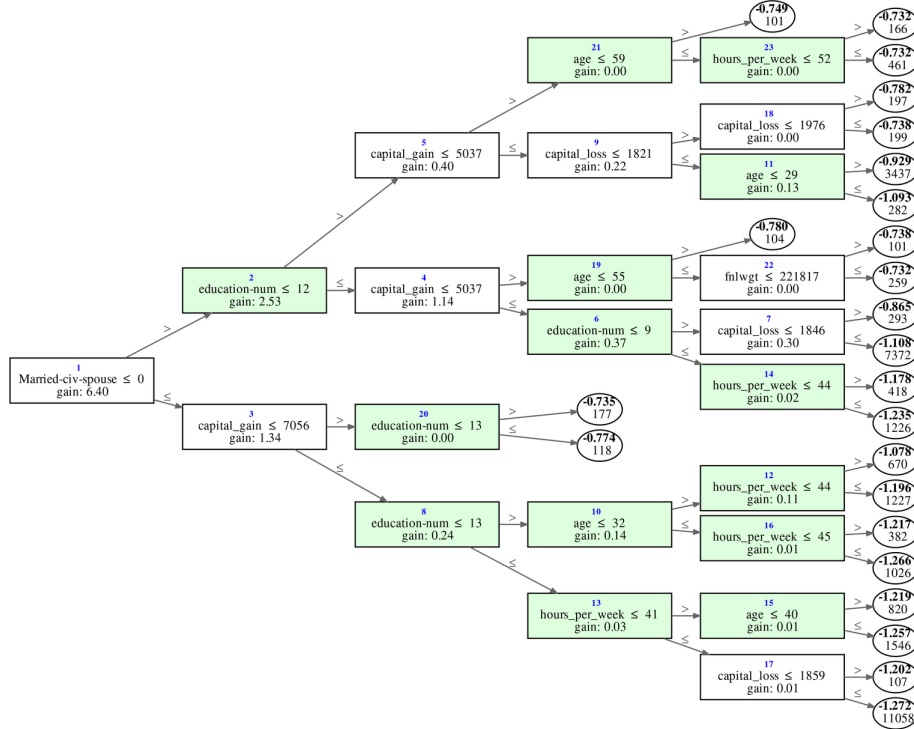 -0.749
101
-0.732
166
21
age ≤ 59
gain: 0.00
>
≤
23
hours_per_week ≤ 52
gain: 0.00
>
≤
-0.732
461
>
-0.782
197
5
capital_gain ≤ 5037
gain: 0.40
≤
9
capital_loss ≤ 1821
gain: 0.22
>
≤
18
capital_loss ≤ 1976
gain: 0.00
>
≤
-0.738
199
11
age ≤ 29
gain: 0.13
>
≤
-0.929
3437
-1.093
282
>
2
education-num ≤ 12
gain: 2.53
≤
4
capital_gain ≤ 5037
gain: 1.14
>
≤
19
age ≤ 55
gain: 0.00
>
≤
-0.780
104
22
fnlwgt ≤ 221817
gain: 0.00
>
≤
-0.738
101
-0.732
259
6
education-num ≤ 9
gain: 0.37
>
≤
7
capital_loss ≤ 1846
gain: 0.30
>
≤
-0.865
293
-1.108
7372
14
hours_per_week ≤ 44
gain: 0.02
>
≤
-1.178
418
-1.235
1226
>
1
Married-civ-spouse ≤ 0
gain: 6.40
≤
3
capital_gain ≤ 7056
gain: 1.34
>
≤
20
education-num ≤ 13
gain: 0.00
>
≤
-0.735
177
-0.774
118
8
education-num ≤ 13
gain: 0.24
>
≤
10
age ≤ 32
gain: 0.14
>
≤
12
hours_per_week ≤ 44
gain: 0.11
>
≤
-1.078
670
-1.196
1227
16
hours_per_week ≤ 45
gain: 0.01
>
≤
-1.217
382
-1.266
1026
13
hours_per_week ≤ 41
gain: 0.03
>
≤
15
age ≤ 40
gain: 0.01
>
≤
-1.219
820
-1.257
1546
17
capital_loss ≤ 1859
gain: 0.01
>
≤
-1.202
107
-1.272
11058